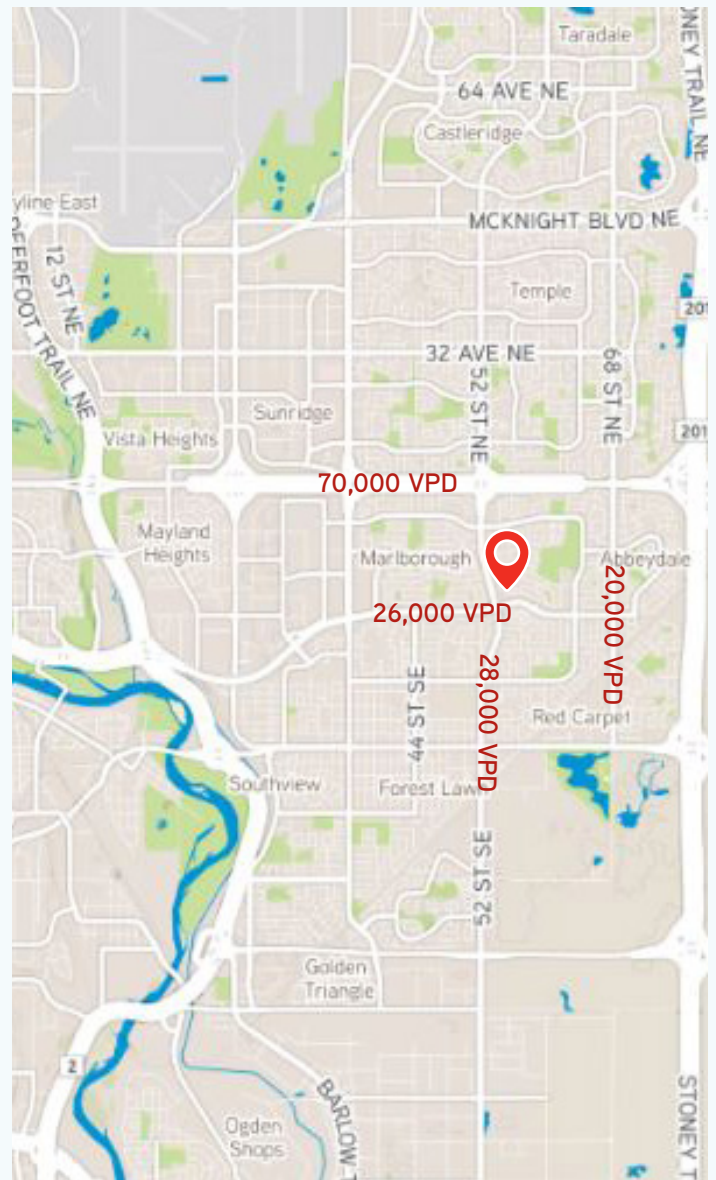 Taradale
STONEY TRAIL NE
64 AVE NE
Castleridge
yline East
MCKNIGHT BLVD NE
12 ST NE
DEERFOOT TRAIL NE
Temple
201
32 AVE NE
52 ST NE
68 ST NE
Sunridge
Vista Heights
201
70,000 VPD
Mayland
Heights
Marlborough
Abbeydale
26,000 VPD
20,000 VPD
28,000 VPD
44 ST SE
Red Carpet
Southview
Forest Lawn
52 ST SE
Golden
Triangle
2
BARLOW T
STONEY T
Ogden
Shops